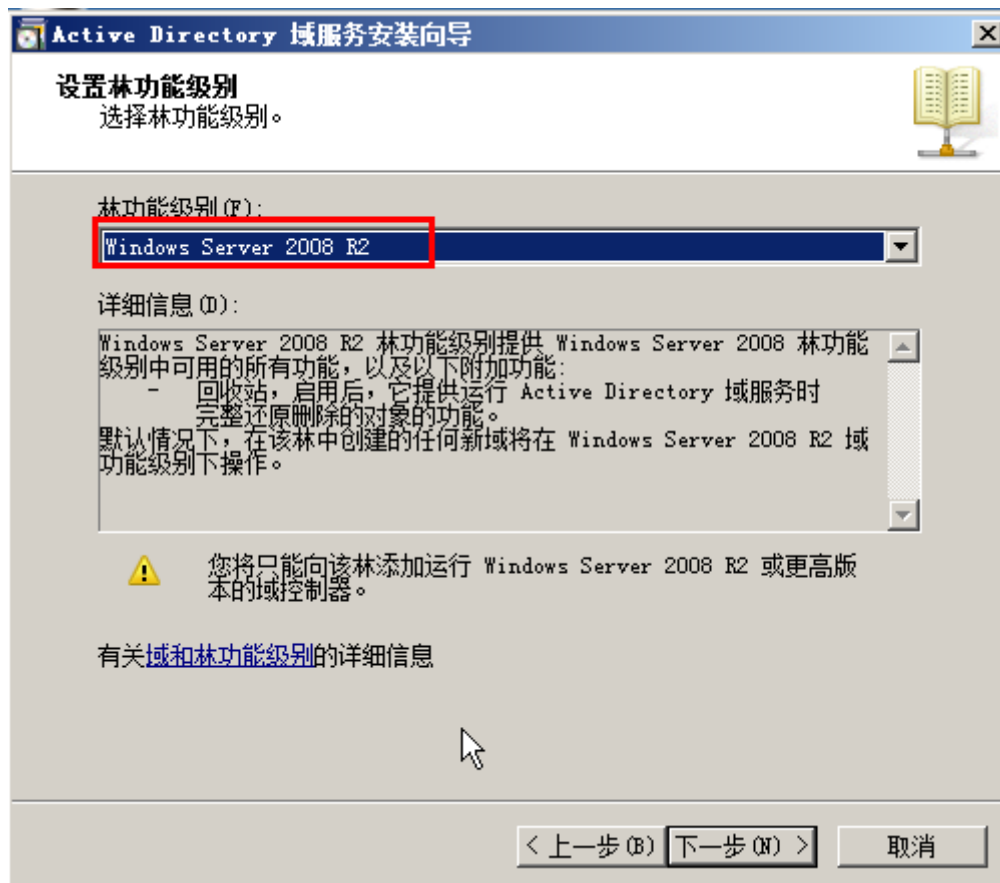 Active Directory 域服务安装向导
设置林功能级别
选择林功能级别。
林功能级别(F):
Windows Server 2008 R2
详细信息(D):
Windows Server 2008 R2 林功能级别提供 Windows Server 2008 林功能
级别中可用的所有功能，以及以下附加功能:
- 回收站，启用后，它提供运行 Active Directory 域服务时
完整还原删除的对象的功能。
默认情况下，在该林中创建的任何新域将在 Windows Server 2008 R2 域
功能级别下操作。
您将只能向该林添加运行 Windows Server 2008 R2 或更高版
本的域控制器。
有关域和林功能级别的详细信息
< 上一步(B) 下一步(N) > 取消